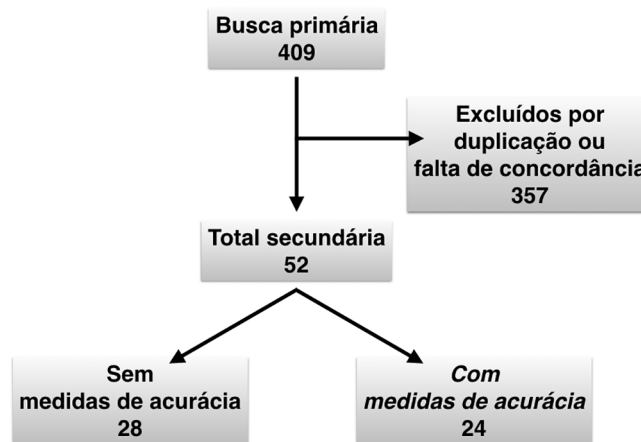 Busca primária
409
Excluídos por
duplicação ou
falta de concordância
357
Total secundária
52
Sem
medidas de acurácia
28
Com
medidas de acurácia
24